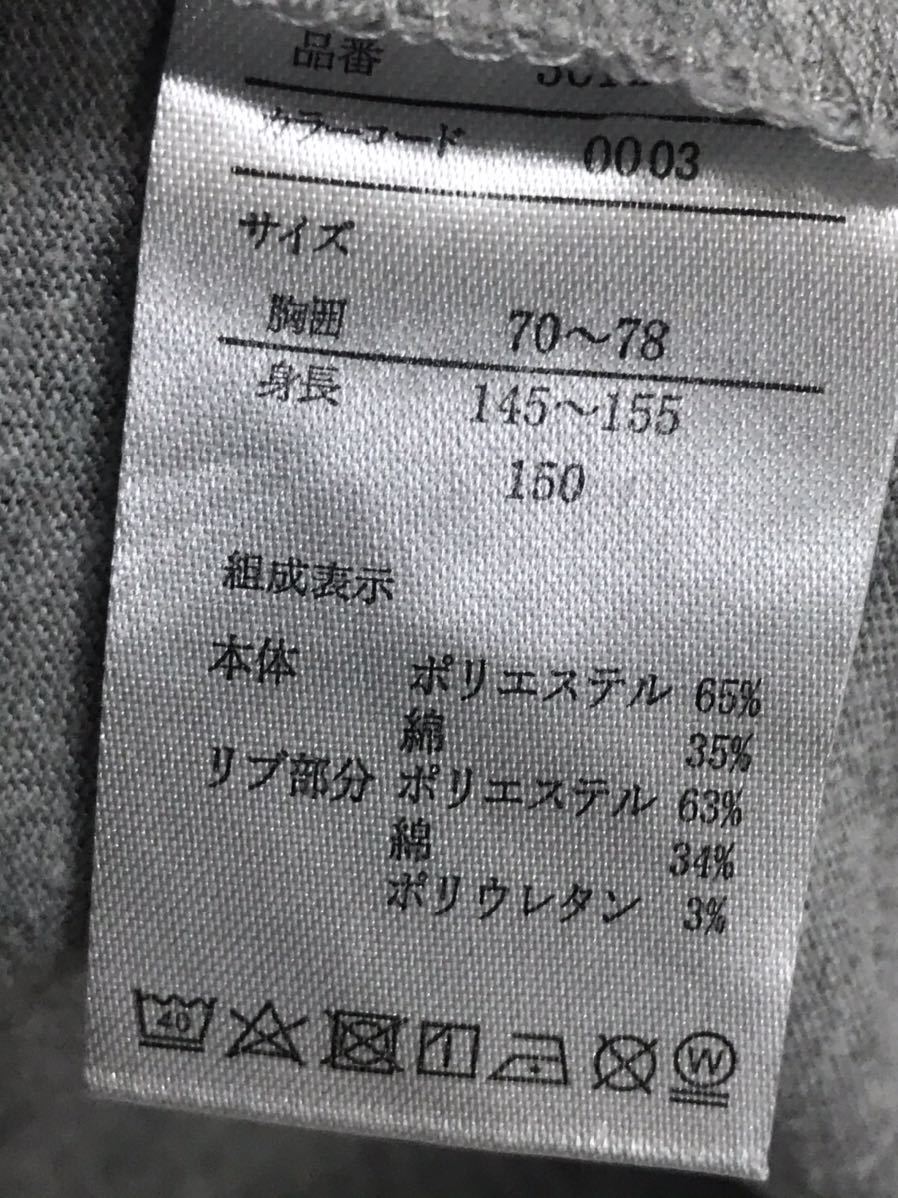 品番
カラーコード 0003
サイズ
胸囲 70〜78
身長 145〜155
150
組成表示
本体 ポリエステル 65%
綿 35%
リブ部分 ポリエステル 63%
綿 34%
ポリウレタン 3%
40 W